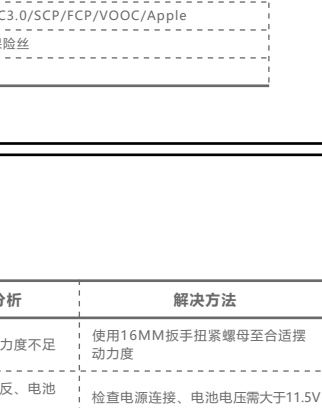 C3.0/SCP/FCP/VOOC/Apple
险丝
分析
解决方法
力度不足
使用16MM扳手扭紧螺母至合适摆
动力度
反、电池
检查电源连接、电池电压需大于11.5V